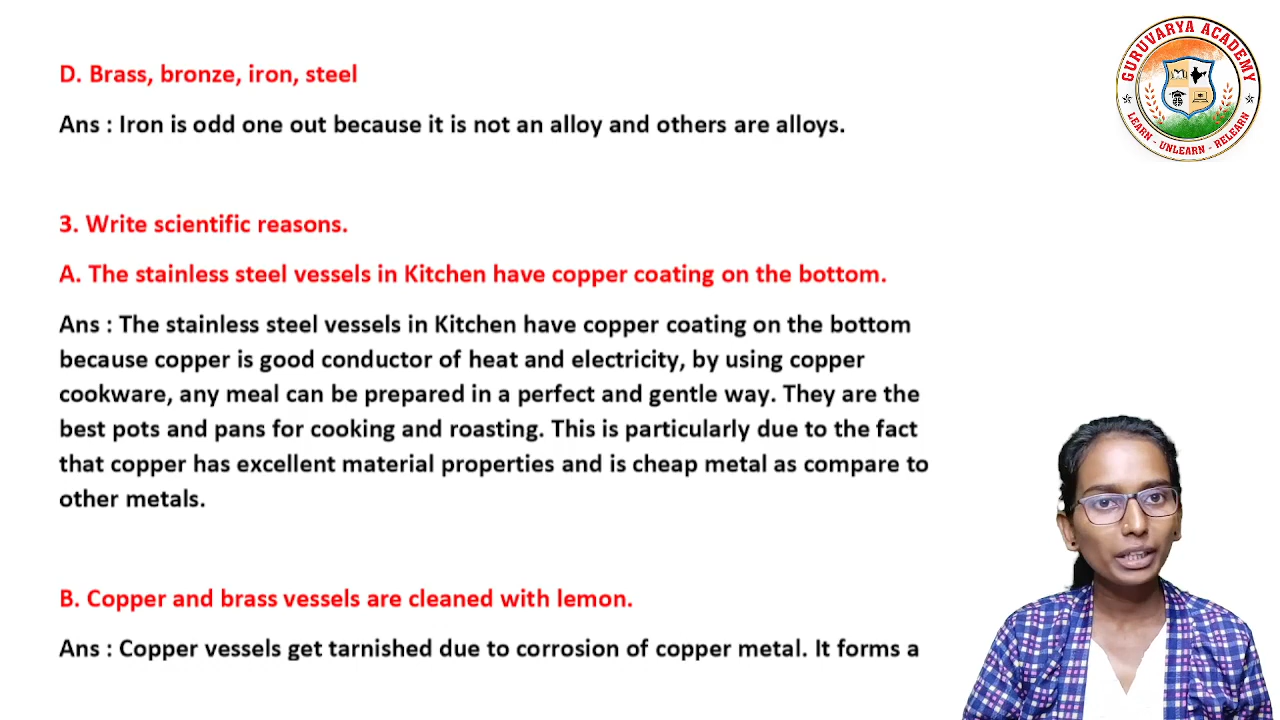 D. Brass, bronze, iron, steel
Ans : Iron is odd one out because it is not an alloy and others are alloys.
3. Write scientific reasons.
A. The stainless steel vessels in Kitchen have copper coating on the bottom.
Ans : The stainless steel vessels in Kitchen have copper coating on the bottom
because copper is good conductor of heat and electricity, by using copper
cookware, any meal can be prepared in a perfect and gentle way. They are the
best pots and pans for cooking and roasting. This is particularly due to the fact
that copper has excellent material properties and is cheap metal as compare to
other metals.
B. Copper and brass vessels are cleaned with lemon.
Ans : Copper vessels get tarnished due to corrosion of copper metal. It forms a
GURUVARYA ACADEMY
LEARN - UNLEARN - RELEARN